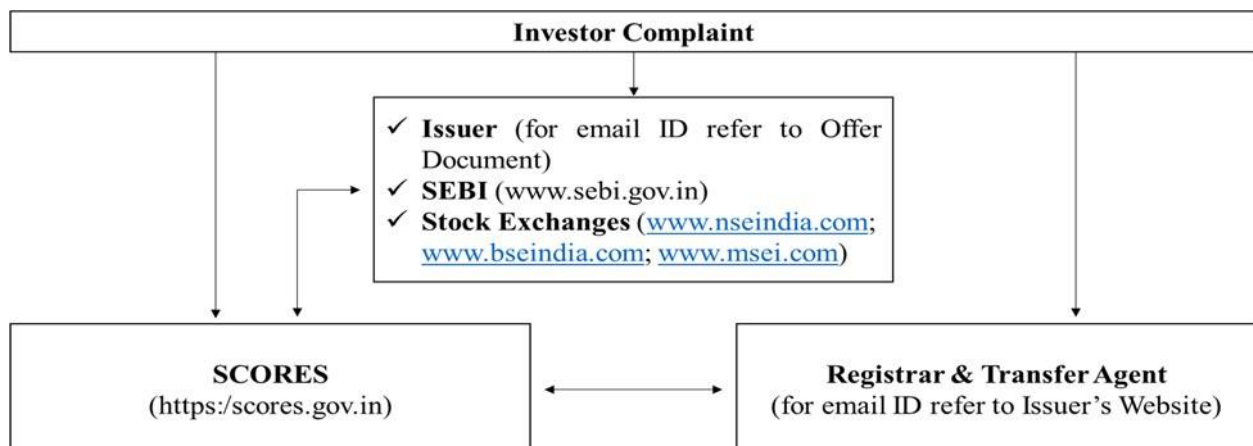 Investor Complaint
✓ Issuer (for email ID refer to Offer
Document)
✓ SEBI (www.sebi.gov.in)
✓ Stock Exchanges (www.nseindia.com;
www.bseindia.com; www.msei.com)
SCORES
(https:/scores.gov.in)
Registrar & Transfer Agent
(for email ID refer to Issuer’s Website)